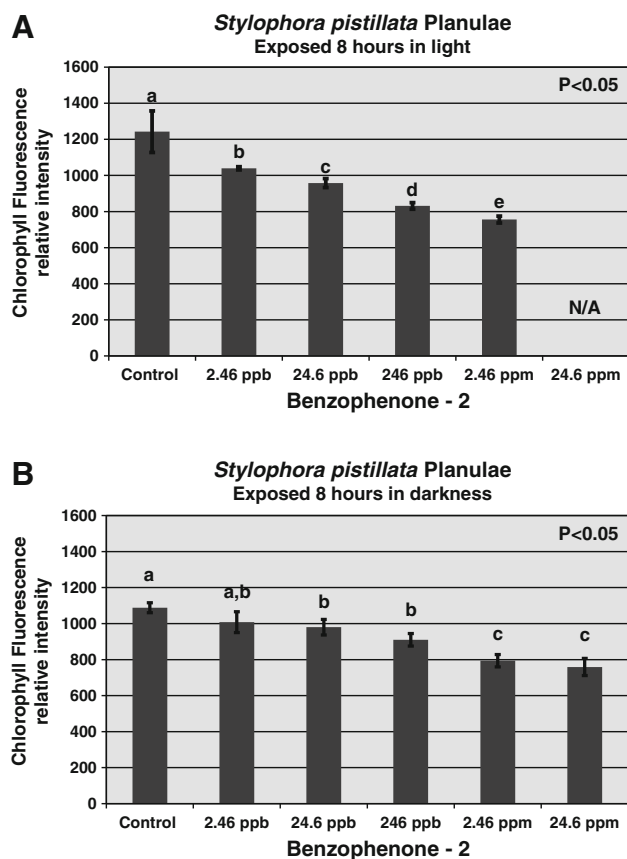 A
Stylophora pistillata Planulae
Exposed 8 hours in light
P<0.05
Chlorophyll Fluorescence
relative intensity
1600
1400
1200
1000
800
600
400
200
0
a
b
c
d
e
N/A
Control
2.46 ppb
24.6 ppb
246 ppb
2.46 ppm
24.6 ppm
Benzophenone - 2
B
Stylophora pistillata Planulae
Exposed 8 hours in darkness
P<0.05
Chlorophyll Fluorescence
relative intensity
1600
1400
1200
1000
800
600
400
200
0
a
a,b
b
b
c
c
Control
2.46 ppb
24.6 ppb
246 ppb
2.46 ppm
24.6 ppm
Benzophenone - 2